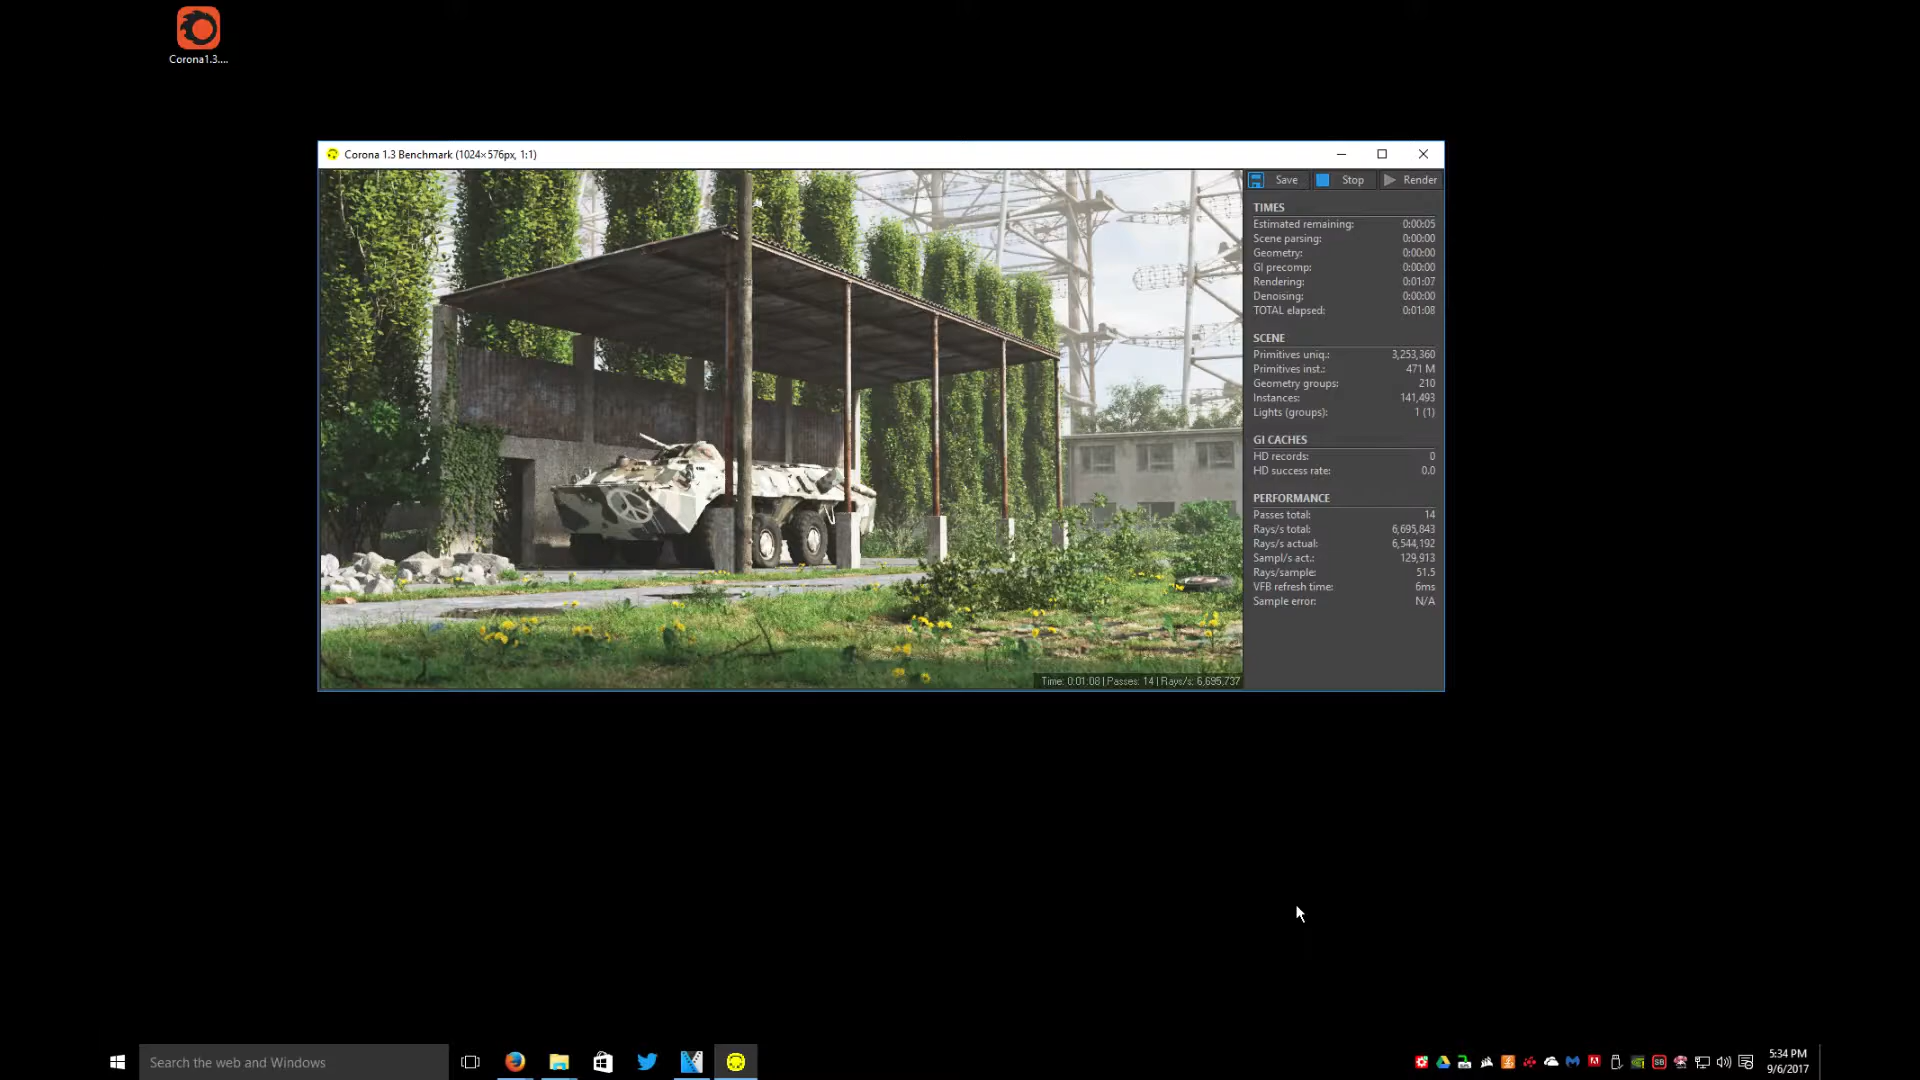 Corona1.3....
Corona 1.3 Benchmark (1024×576px, 1:1)
Save Stop Render
TIMES
Estimated remaining: 0:00:05
Scene parsing: 0:00:00
Geometry: 0:00:00
GI precomp: 0:00:00
Rendering: 0:01:07
Denoising: 0:00:00
TOTAL elapsed: 0:01:08
SCENE
Primitives uniq.: 3,253,360
Primitives inst.: 471 M
Geometry groups: 210
Instances: 141,493
Lights (groups): 1 (1)
GI CACHES
HD records: 0
HD success rate: 0.0
PERFORMANCE
Passes total: 14
Rays/s total: 6,695,843
Rays/s actual: 6,544,192
Sampl/s act.: 129,913
Rays/sample: 51.5
VFB refresh time: 6ms
Sample error: N/A
Time: 0:01:08 | Passes: 14 | Rays/s: 6,695,737
Search the web and Windows
5:34 PM
9/6/2017